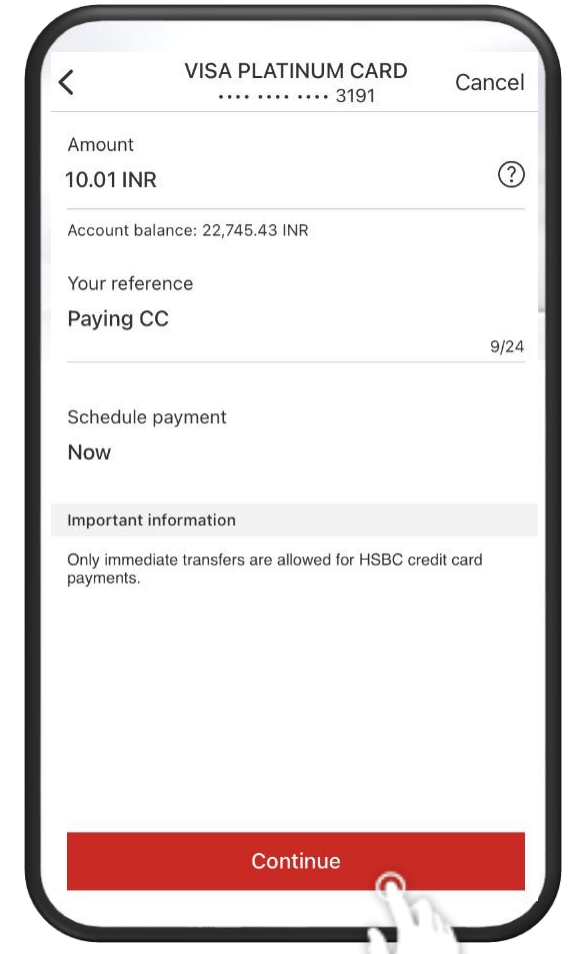 VISA PLATINUM CARD
•••• •••• •••• 3191
Cancel
Amount
10.01 INR
?
Account balance: 22,745.43 INR
Your reference
Paying CC
9/24
Schedule payment
Now
Important information
Only immediate transfers are allowed for HSBC credit card
payments.
Continue